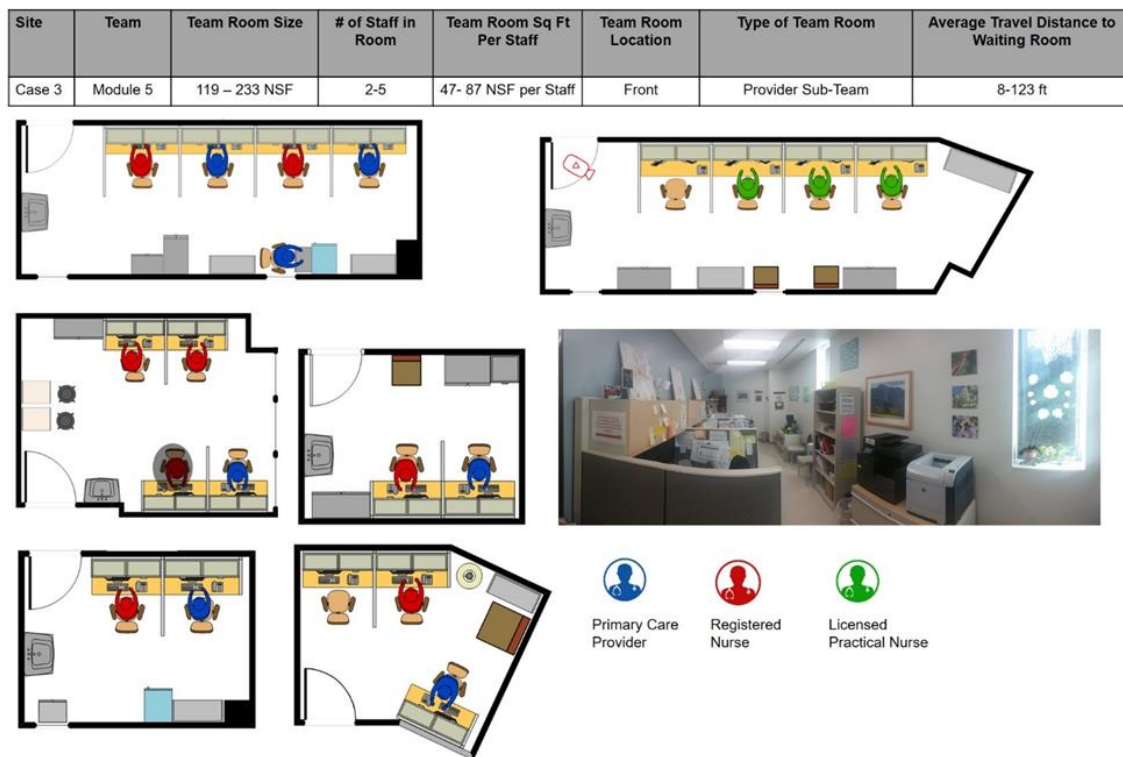 Site Team Team Room Size # of Staff in Room Team Room Sq Ft Per Staff Team Room Location Type of Team Room Average Travel Distance to Waiting Room
Case 3 Module 5 119 – 233 NSF 2-5 47- 87 NSF per Staff Front Provider Sub-Team 8-123 ft
Primary Care
Provider
Registered
Nurse
Licensed
Practical Nurse